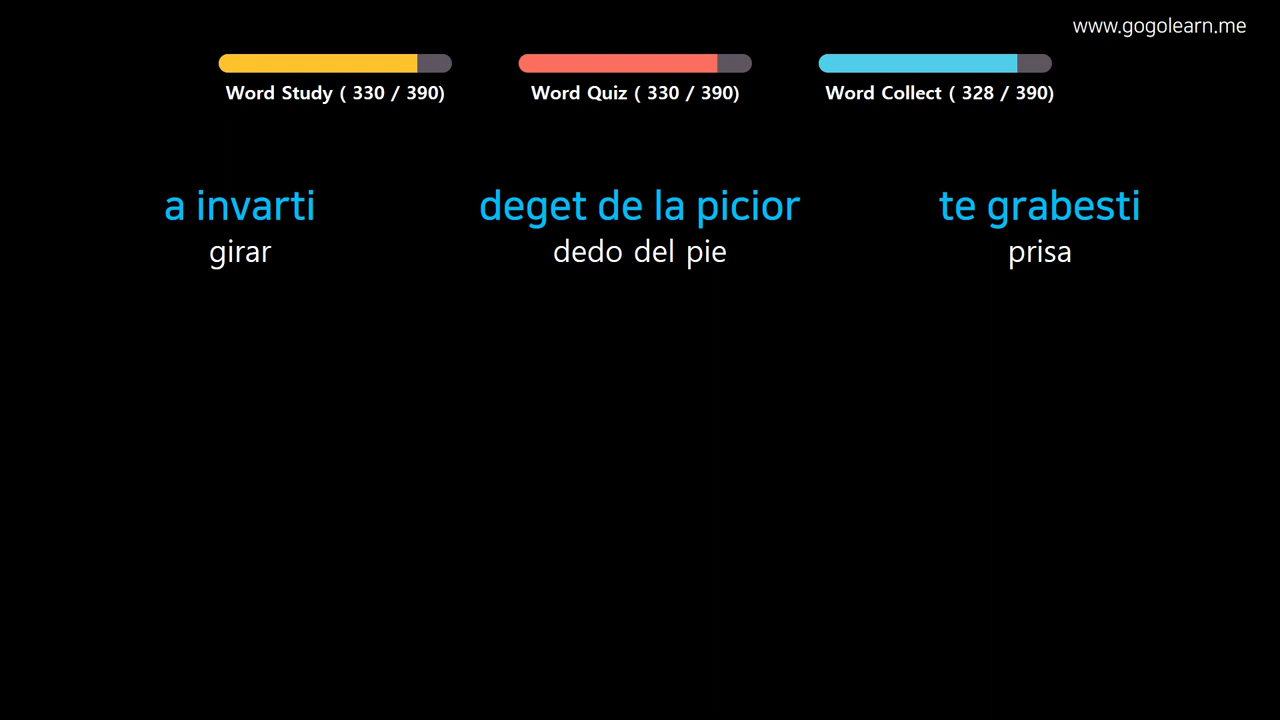 www.gogolearn.me
Word Study ( 330 / 390)
Word Quiz ( 330 / 390)
Word Collect ( 328 / 390)
a invarti
deget de la picior
te grabesti
girar
dedo del pie
prisa